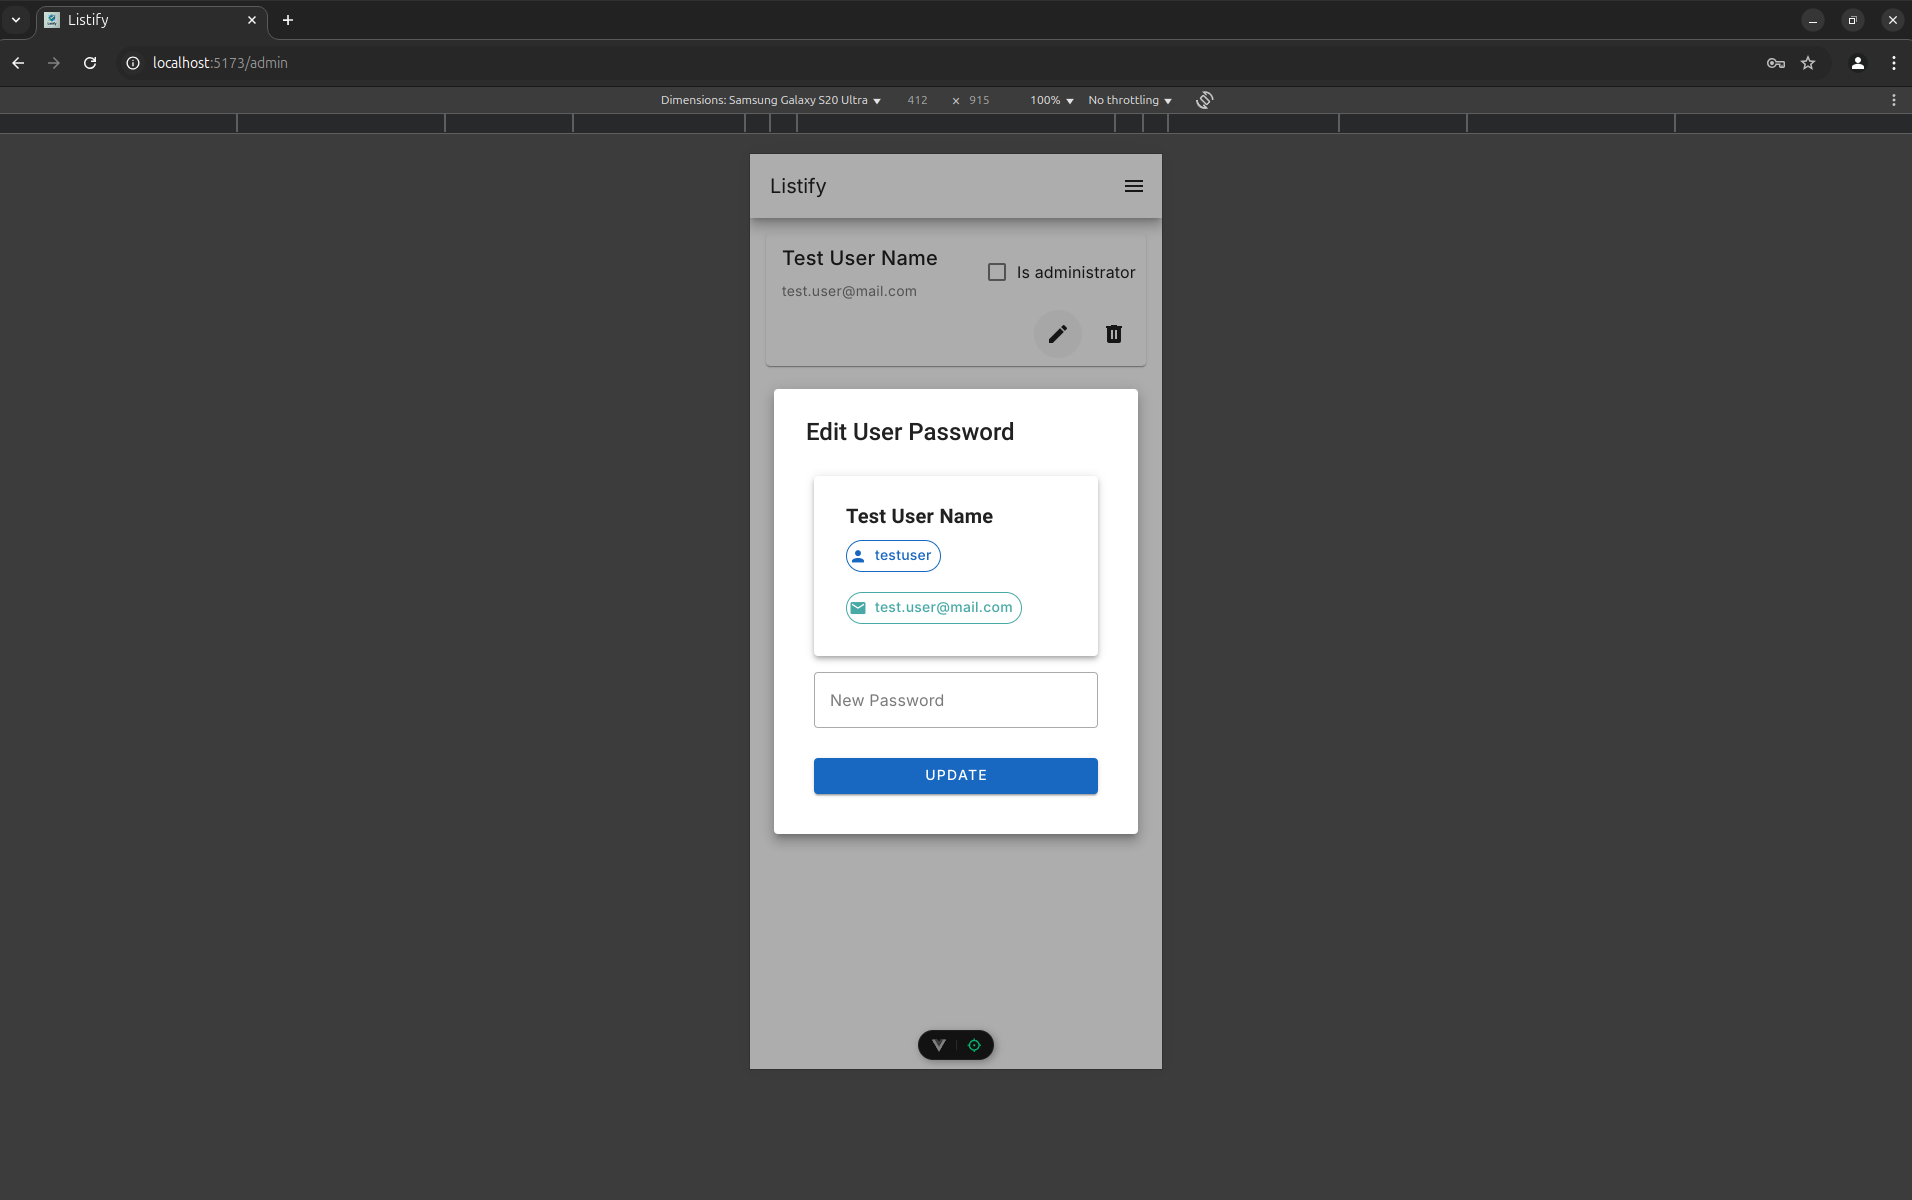 Listify
localhost:5173/admin
Dimensions: Samsung Galaxy S20 Ultra 412 × 915 100% No throttling
Listify
Test User Name
Is administrator
test.user@mail.com
Edit User Password
Test User Name
testuser
test.user@mail.com
New Password
UPDATE